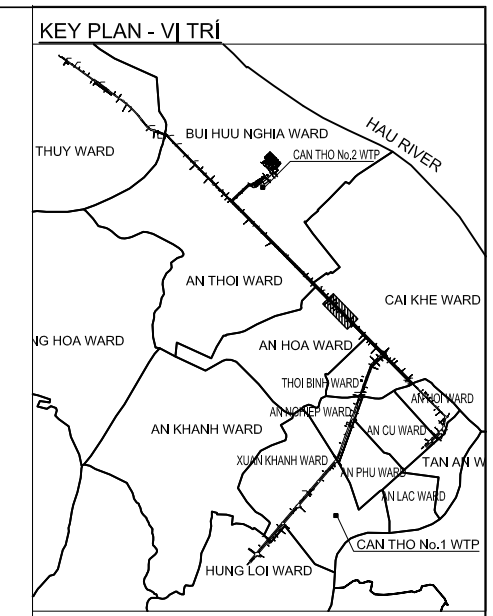 KEY PLAN - VỊ TRÍ
BUI HUU NGHIA WARD
HAU RIVER
THUY WARD
CAN THO No,2 WTP
AN THOI WARD
CAI KHE WARD
NG HOA WARD
AN HOA WARD
THOI BINH WARD
AN HOI WARD
AN NGHIEP WARD
AN KHANH WARD
AN CU WARD
XUAN KHANH WARD
TAN AN W
AN PHU WARD
AN LAC WARD
CAN THO No.1 WTP
HUNG LOI WARD